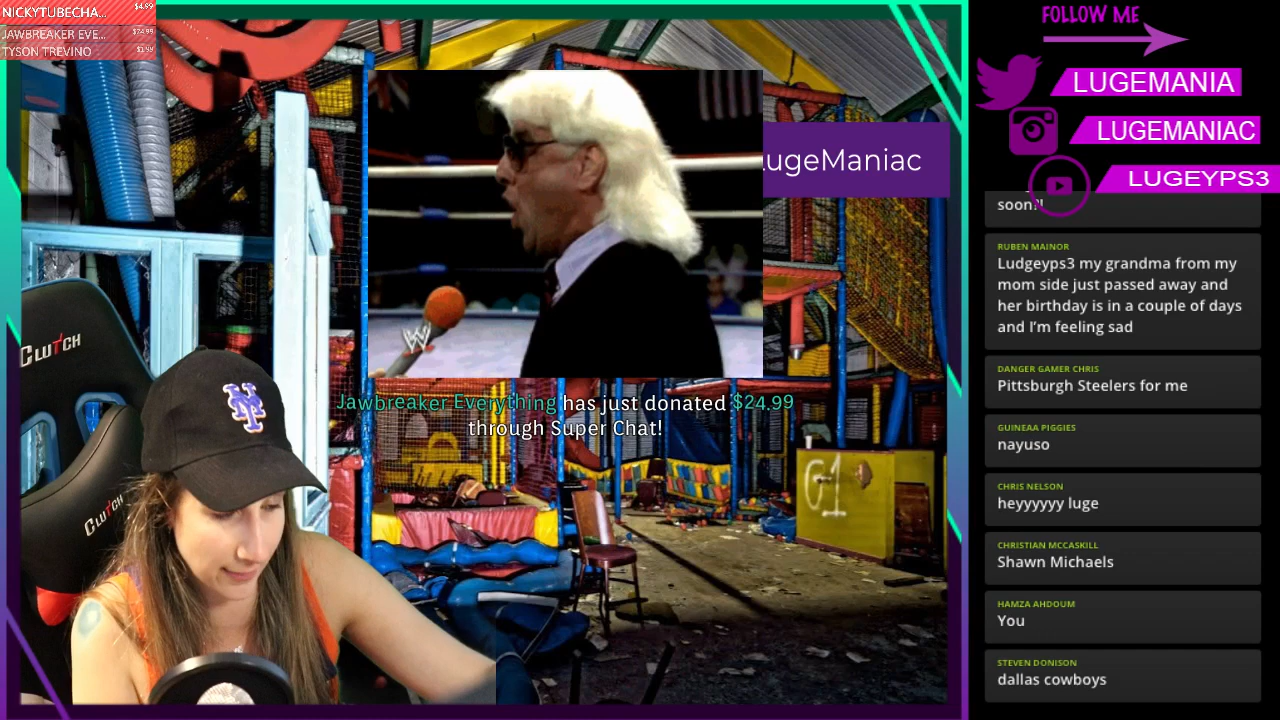 NICKYTUBECHA...
$4.99
JAWBREAKER EVE...
$24.99
TYSON TREVINO
$1.99
FOLLOW ME
LUGEMANIA
LUGEMANIAC
LUGEYPS3
LugeManiac
soon!!
RUBEN MAINOR
Ludgeyps3 my grandma from my
mom side just passed away and
her birthday is in a couple of days
and I'm feeling sad
DANGER GAMER CHRIS
Pittsburgh Steelers for me
GUINEAA PIGGIES
nayuso
CHRIS NELSON
heyyyyyy luge
CHRISTIAN MCCASKILL
Shawn Michaels
HAMZA AHDOUM
You
STEVEN DONISON
dallas cowboys
Jawbreaker Everything has just donated $24.99
through Super Chat!
CLUTCH
CLUTCH
W
NY
G1